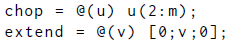 chop = @(u) u(2:m);
extend = @(v) [0;v;0];